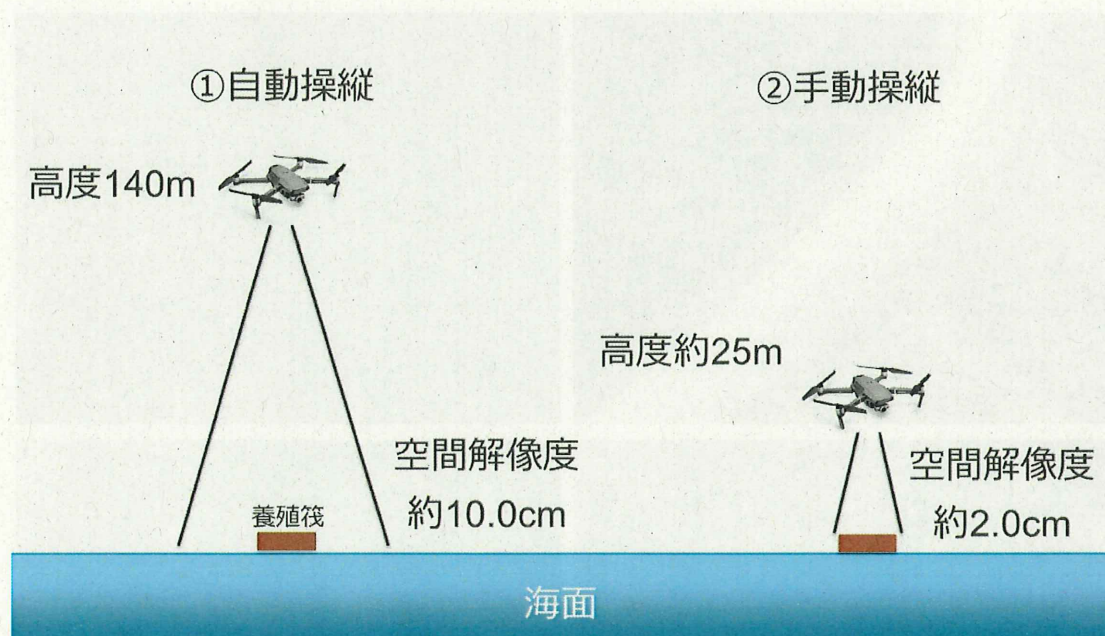 ①自動操縦
②手動操縦
高度140m
高度約25m
空間解像度
約10.0cm
空間解像度
約2.0cm
養殖筏
海面